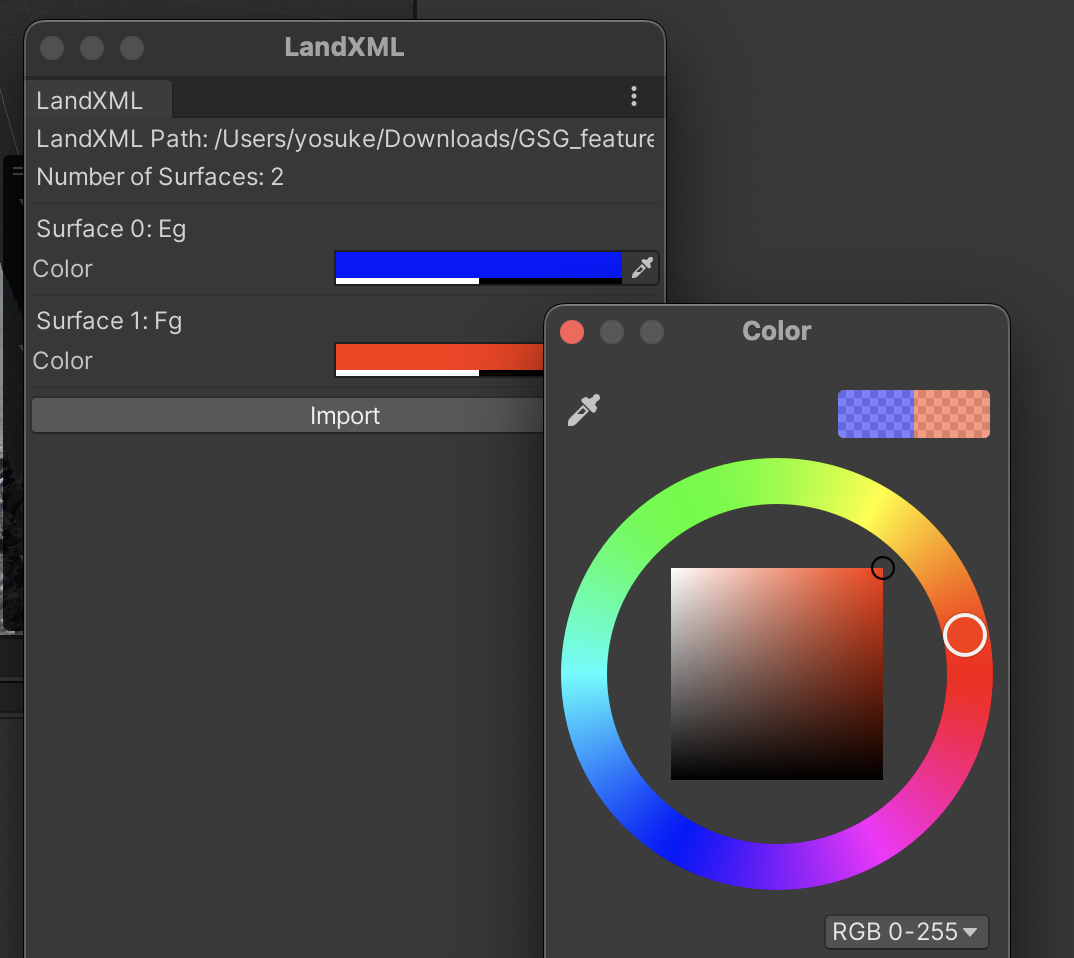 LandXML
LandXML
LandXML Path: /Users/yosuke/Downloads/GSG_feature
Number of Surfaces: 2
Surface 0: Eg
Color
Surface 1: Fg
Color
Import
Color
RGB 0-255